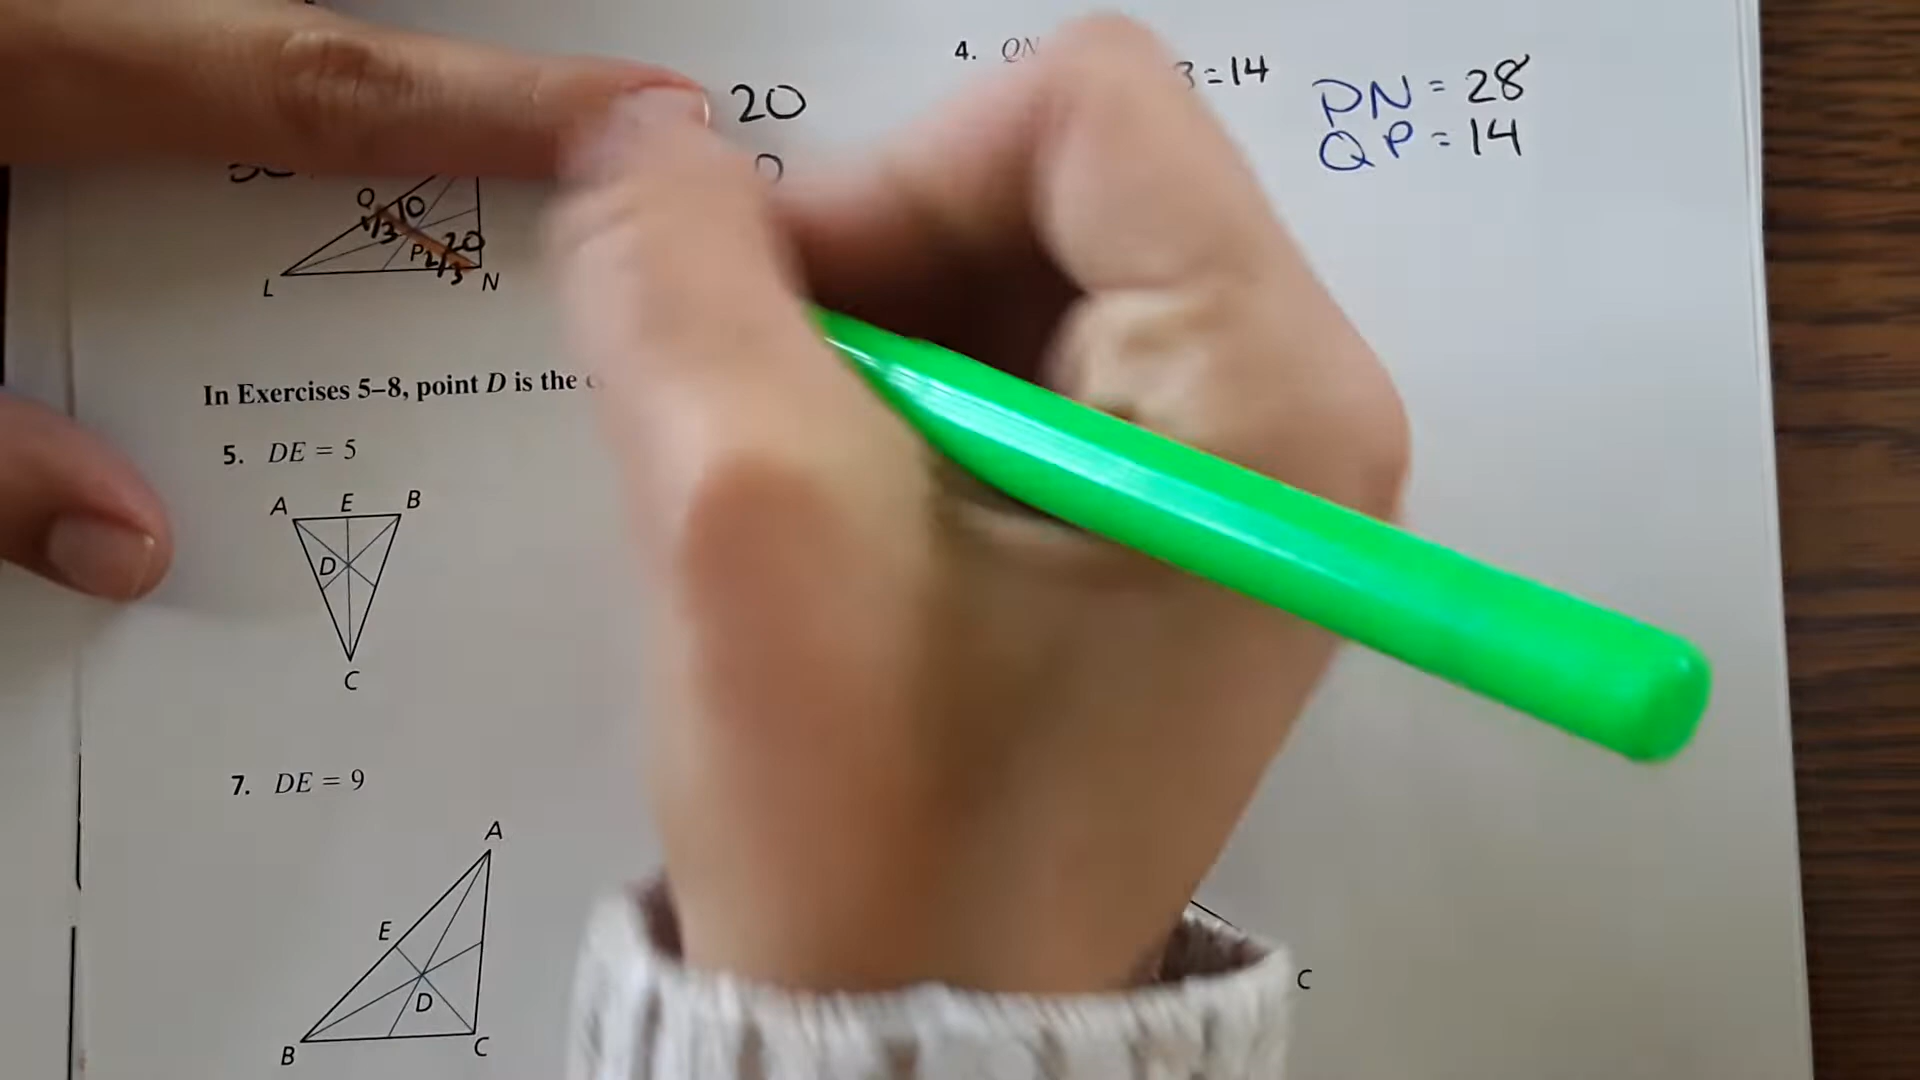 4. QN
3 = 14
PN = 28
QP = 14
20
Q 10
1/3
P 2/3 20
L
N
In Exercises 5–8, point D is the
5. DE = 5
A E B
D
C
7. DE = 9
A
E
D
B
C
C